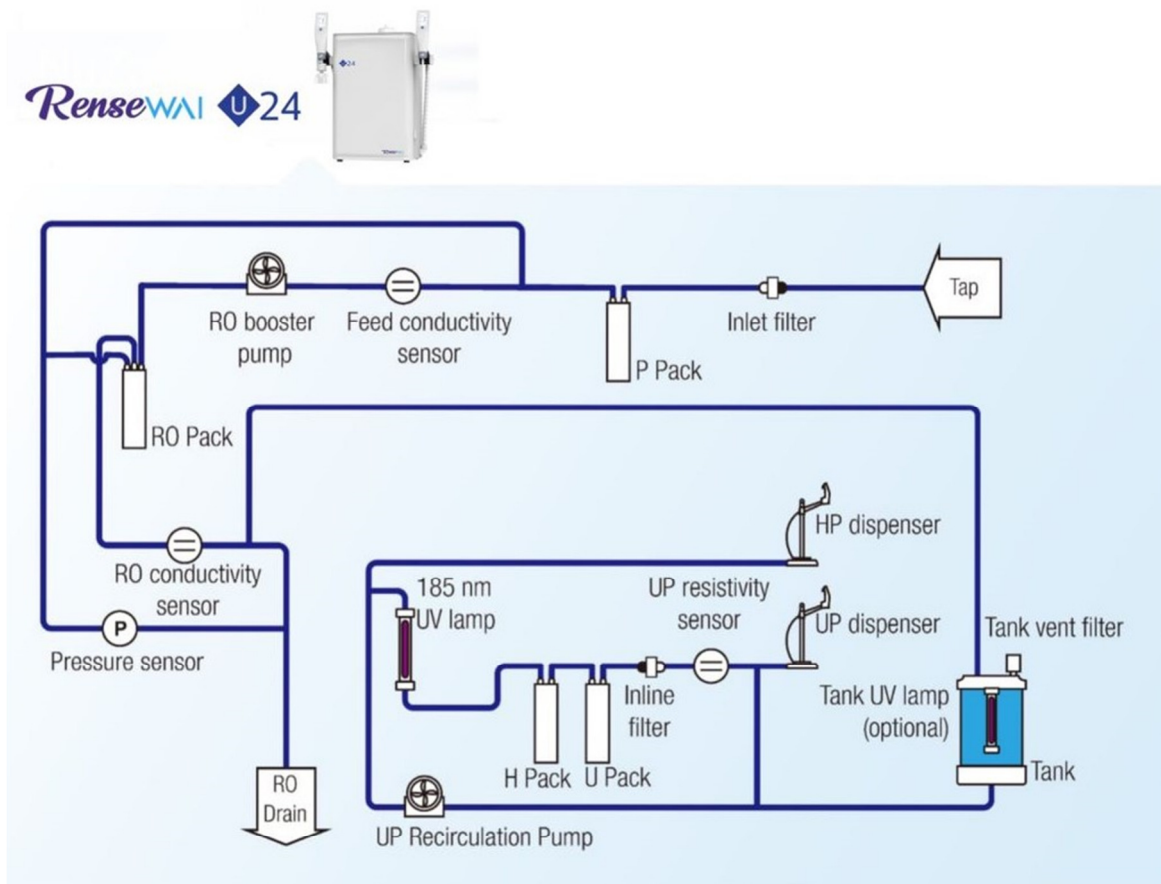 RenseWAI U 24
U 24
Tap
Inlet filter
P Pack
Feed conductivity
sensor
RO booster
pump
RO Pack
RO conductivity
sensor
P
Pressure sensor
RO
Drain
HP dispenser
185 nm
UV lamp
UP resistivity
sensor
UP dispenser
Tank vent filter
Inline
filter
Tank UV lamp
(optional)
H Pack
U Pack
Tank
UP Recirculation Pump